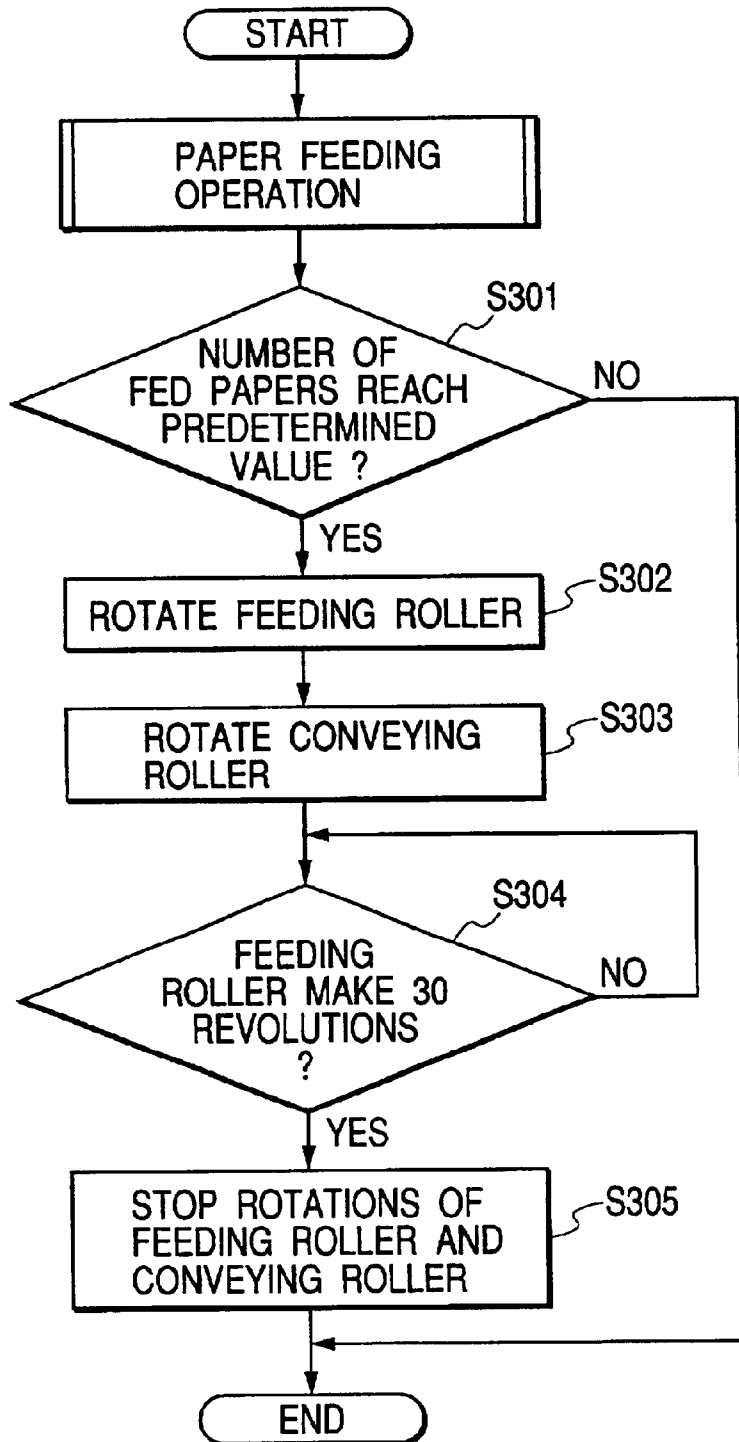 START
PAPER FEEDING
OPERATION
S301
NUMBER OF
FED PAPERS REACH
PREDETERMINED
VALUE ?
NO
YES
S302
ROTATE FEEDING ROLLER
S303
ROTATE CONVEYING
ROLLER
S304
FEEDING
ROLLER MAKE 30
REVOLUTIONS
?
NO
YES
S305
STOP ROTATIONS OF
FEEDING ROLLER AND
CONVEYING ROLLER
END